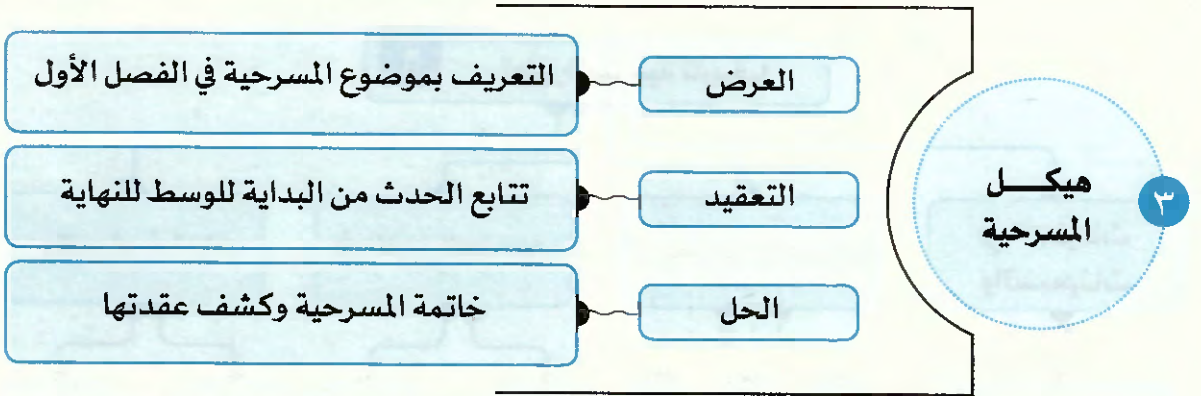 ٣
هيكــــل
المسرحية
العرض
التعريف بموضوع المسرحية في الفصل الأول
التعقيد
تتابع الحدث من البداية للوسط للنهاية
الحل
خاتمة المسرحية وكشف عقدتها